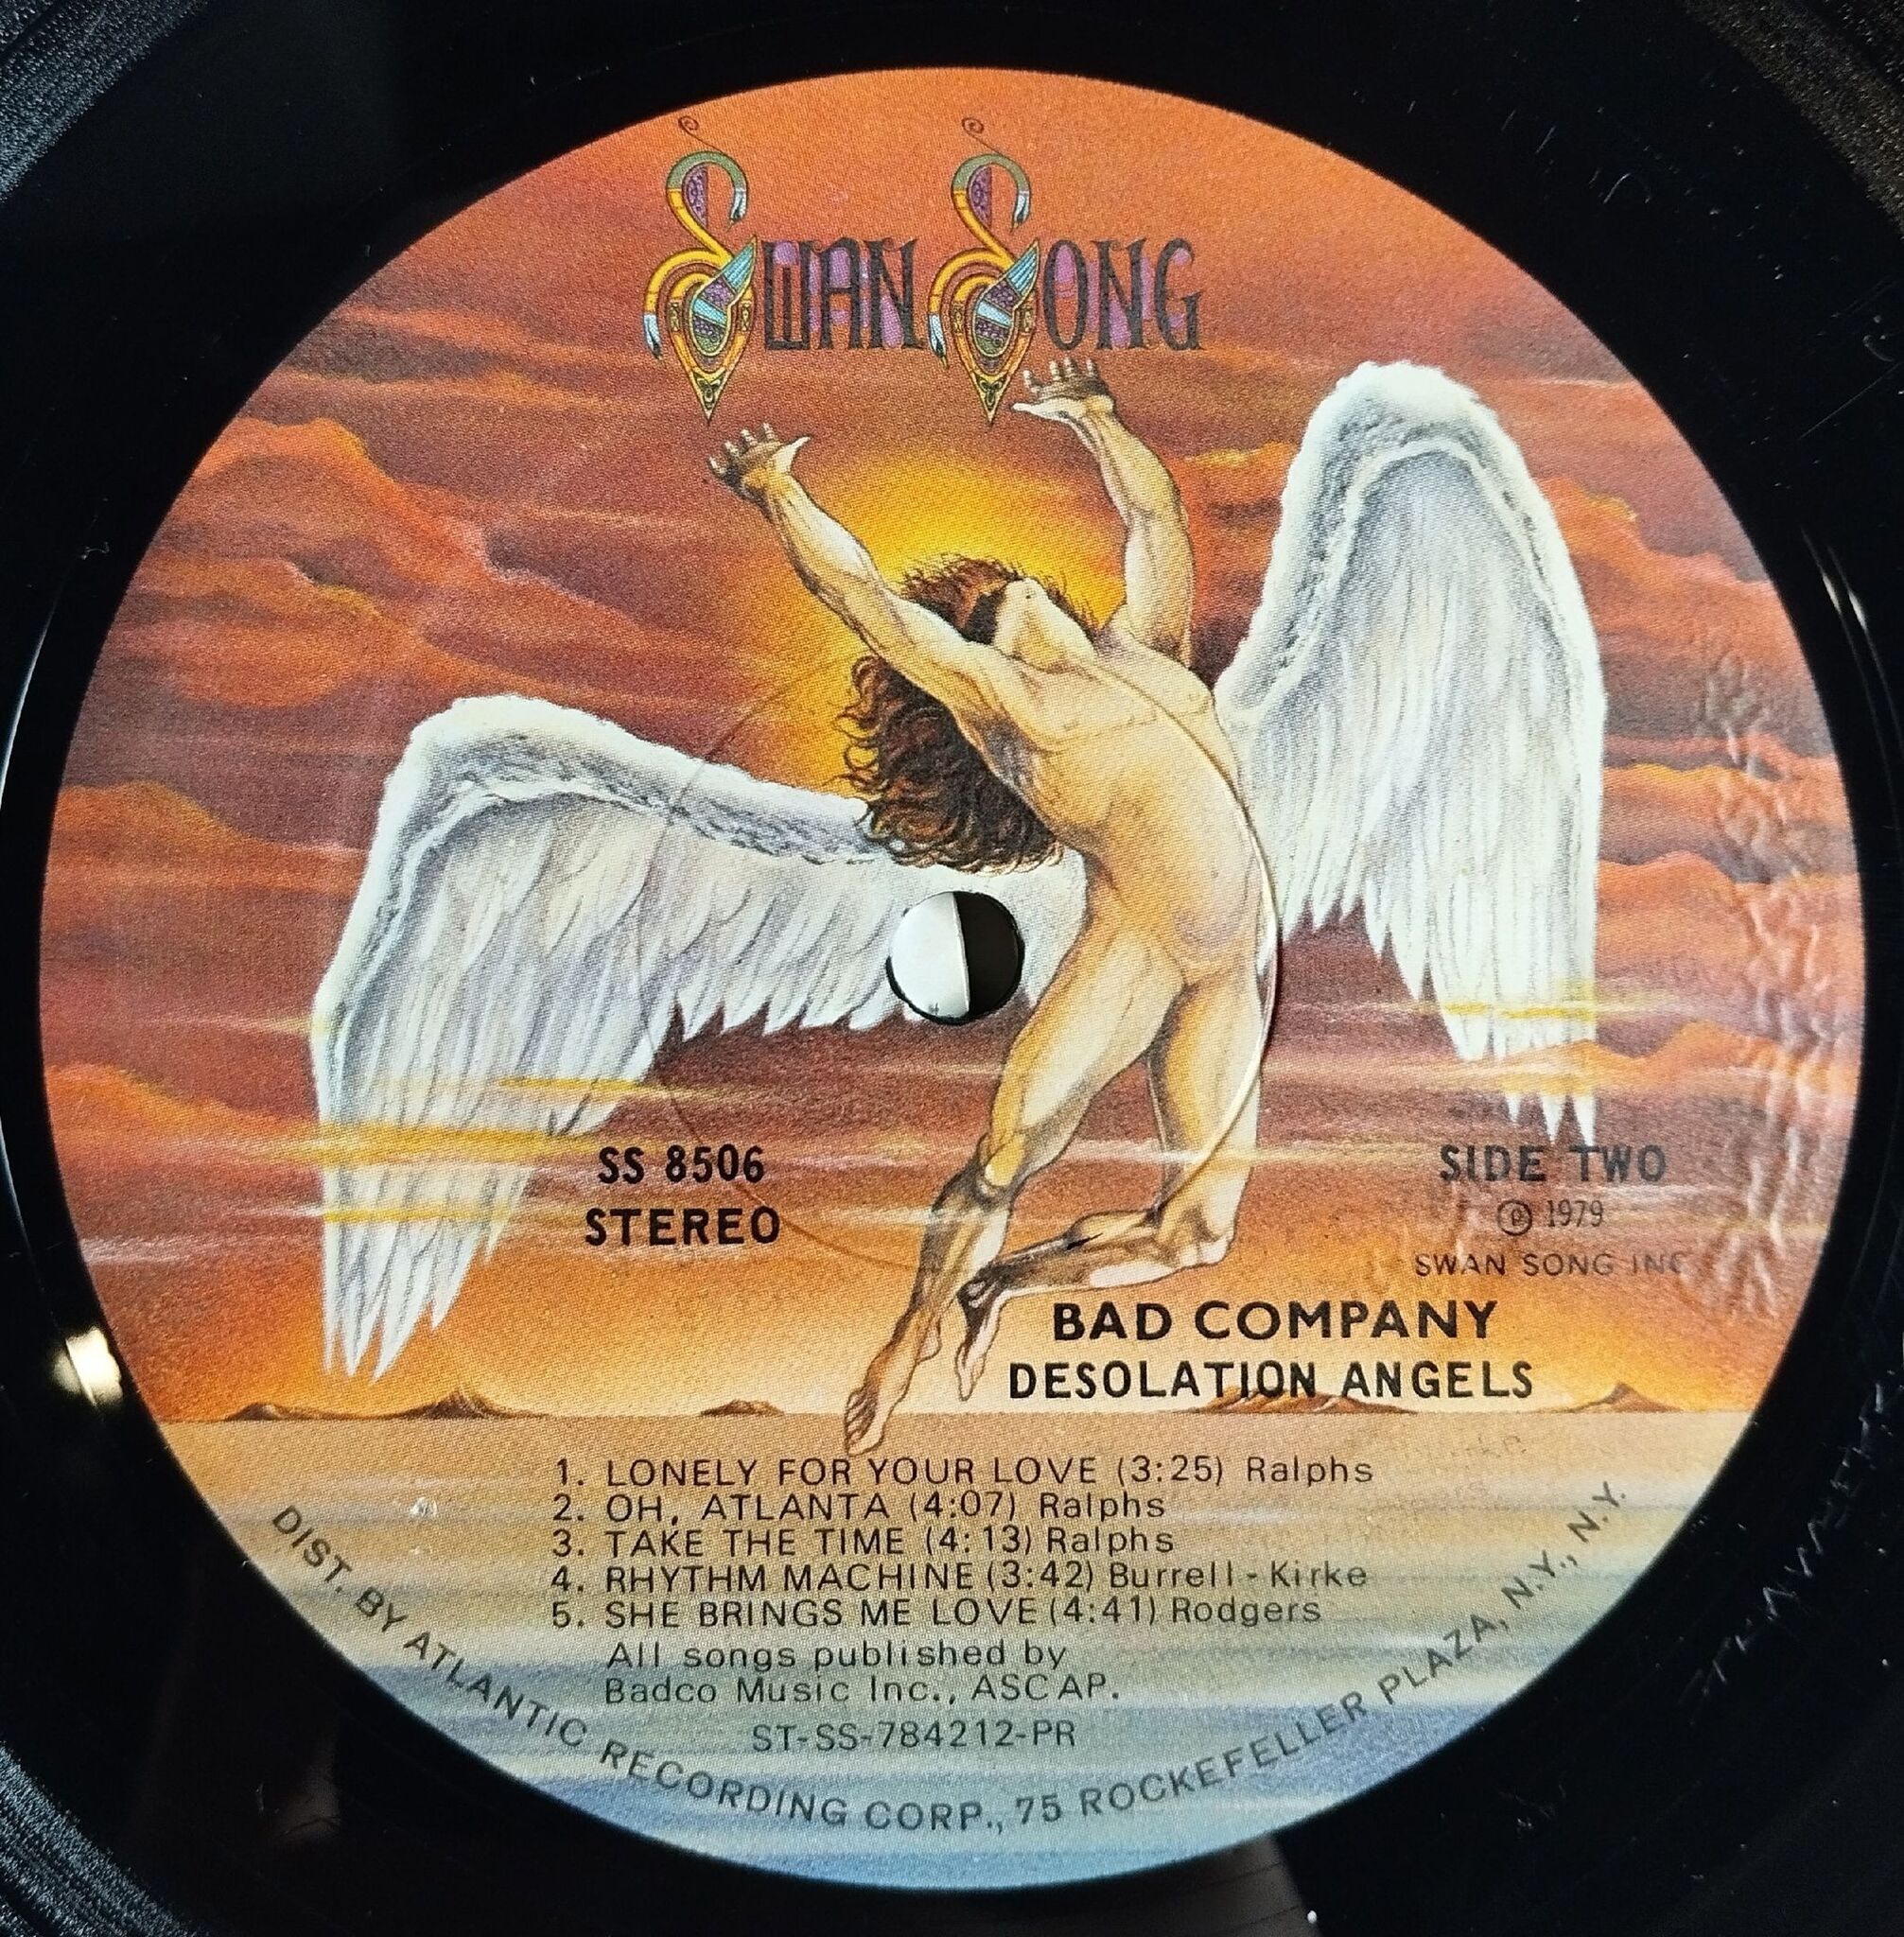 SWAN SONG
SS 8506
STEREO
SIDE TWO
Ⓟ 1979
SWAN SONG INC
BAD COMPANY
DESOLATION ANGELS
1. LONELY FOR YOUR LOVE (3:25) Ralphs
2. OH, ATLANTA (4:07) Ralphs
3. TAKE THE TIME (4:13) Ralphs
4. RHYTHM MACHINE (3:42) Burrell - Kirke
5. SHE BRINGS ME LOVE (4:41) Rodgers
All songs published by
Badco Music Inc., ASCAP.
ST-SS-784212-PR
DIST. BY ATLANTIC RECORDING CORP., 75 ROCKEFELLER PLAZA, N.Y., N.Y.